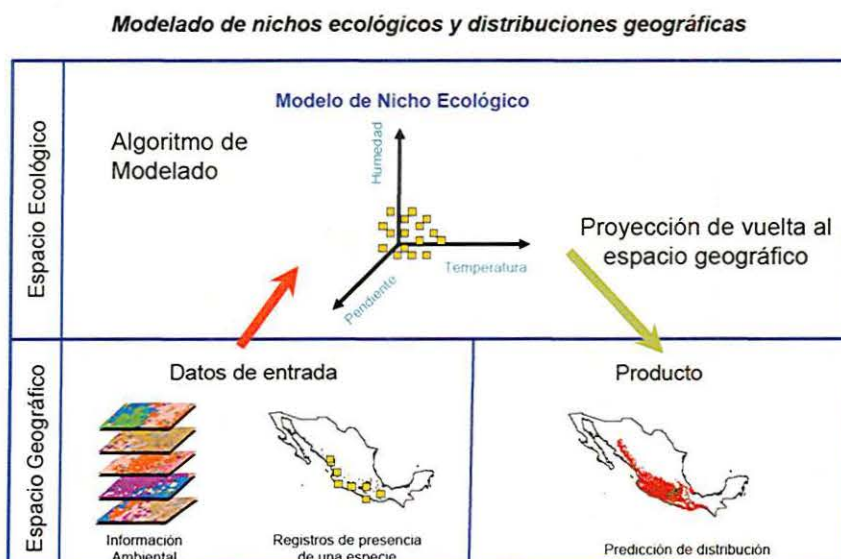 Modelado de nichos ecológicos y distribuciones geográficas
Espacio Ecológico
Modelo de Nicho Ecológico
Algoritmo de
Modelado
Humedad
Temperatura
Pendiente
Proyección de vuelta al
espacio geográfico
Espacio Geográfico
Datos de entrada
Información
Ambiental
Registros de presencia
de una especie
Producto
Predicción de distribución